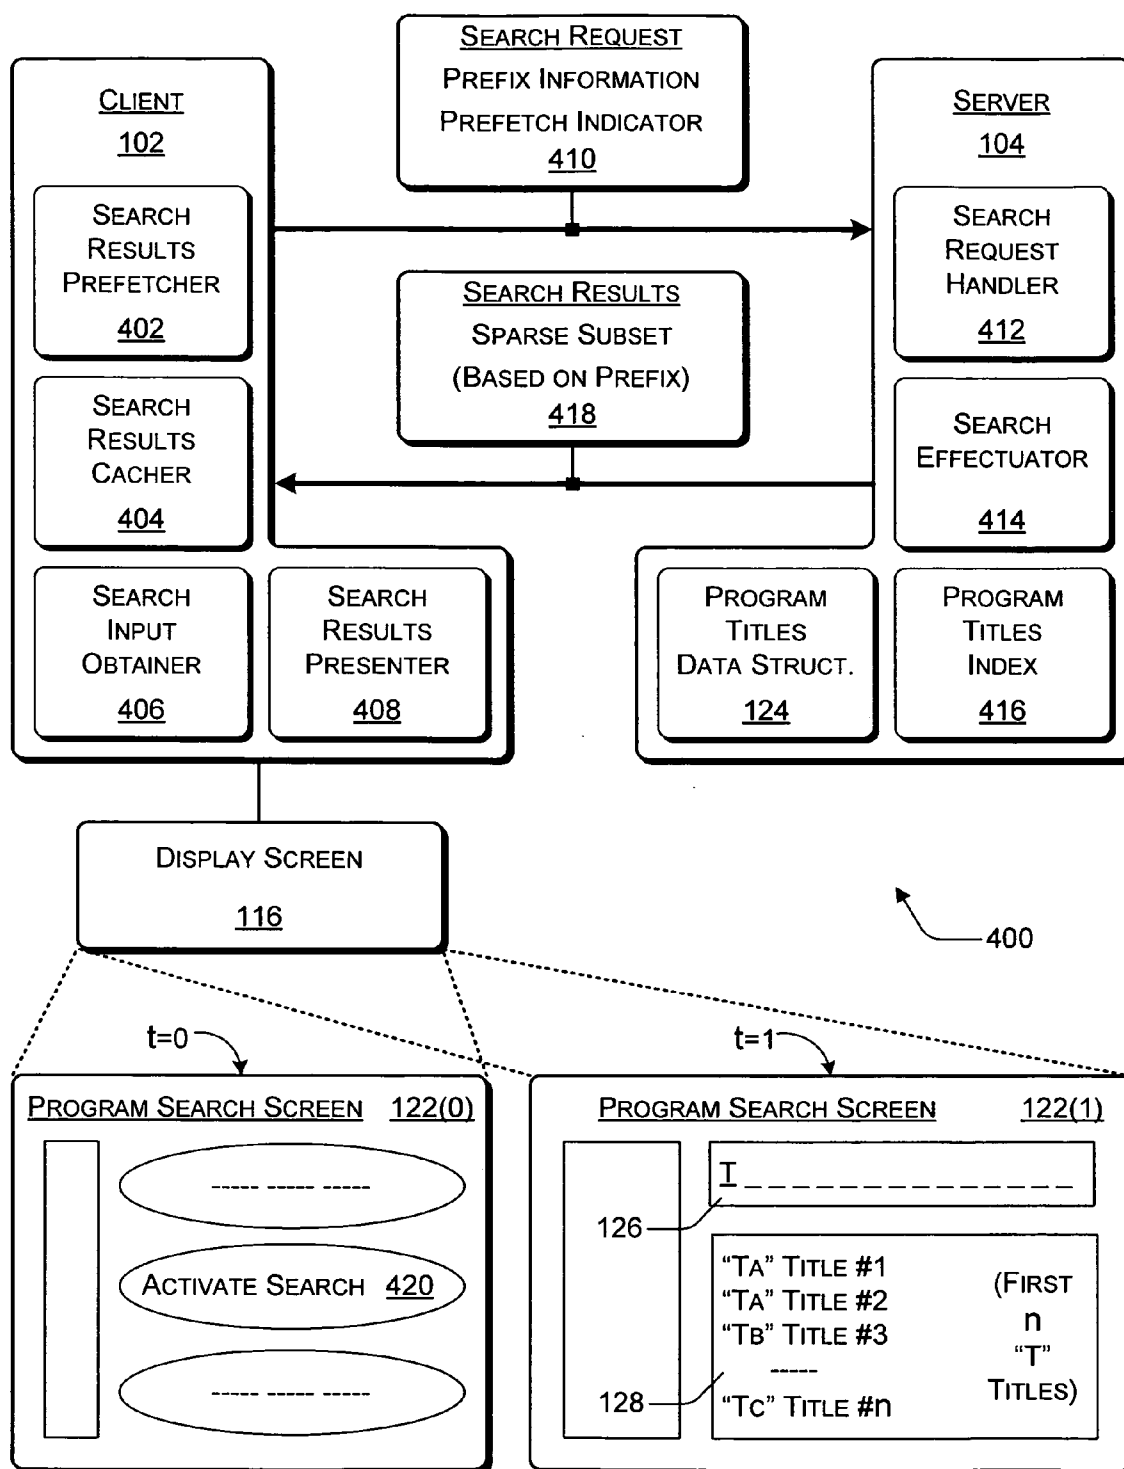 SEARCH REQUEST
PREFIX INFORMATION
PREFETCH INDICATOR
410
CLIENT
102
SEARCH
RESULTS
PREFETCHER
402
SEARCH
RESULTS
CACHER
404
SEARCH
INPUT
OBTAINER
406
SEARCH
RESULTS
PRESENTER
408
SEARCH RESULTS
SPARSE SUBSET
(BASED ON PREFIX)
418
SERVER
104
SEARCH
REQUEST
HANDLER
412
SEARCH
EFFECTUATOR
414
PROGRAM
TITLES
DATA STRUCT.
124
PROGRAM
TITLES
INDEX
416
DISPLAY SCREEN
116
400
t=0
PROGRAM SEARCH SCREEN 122(0)
----- ----- -----
ACTIVATE SEARCH 420
----- ----- -----
t=1
PROGRAM SEARCH SCREEN 122(1)
T _ _ _ _ _ _ _ _ _ _ _ _ _ _
126
"TA" TITLE #1
"TA" TITLE #2
"TB" TITLE #3
-----
"TC" TITLE #n
(FIRST
n
"T"
TITLES)
128